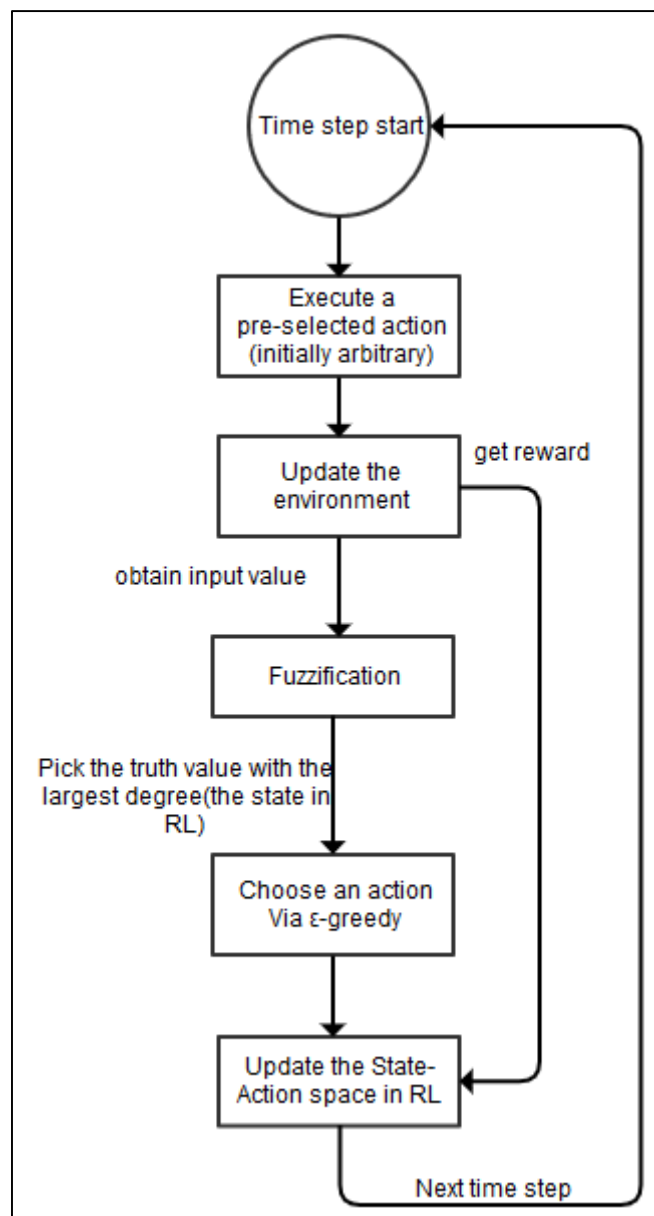 Time step start
Execute a
pre-selected action
(initially arbitrary)
Update the
environment
get reward
obtain input value
Fuzzification
Pick the truth value with the
largest degree(the state in
RL)
Choose an action
Via ε-greedy
Update the State-
Action space in RL
Next time step